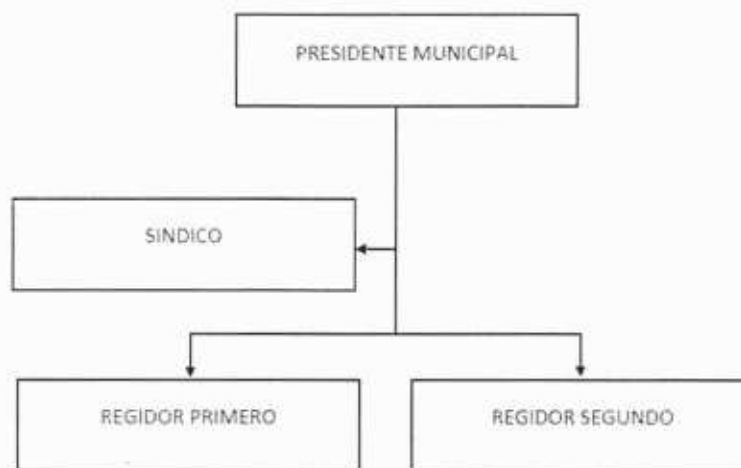 PRESIDENTE MUNICIPAL
SINDICO
REGIDOR PRIMERO
REGIDOR SEGUNDO